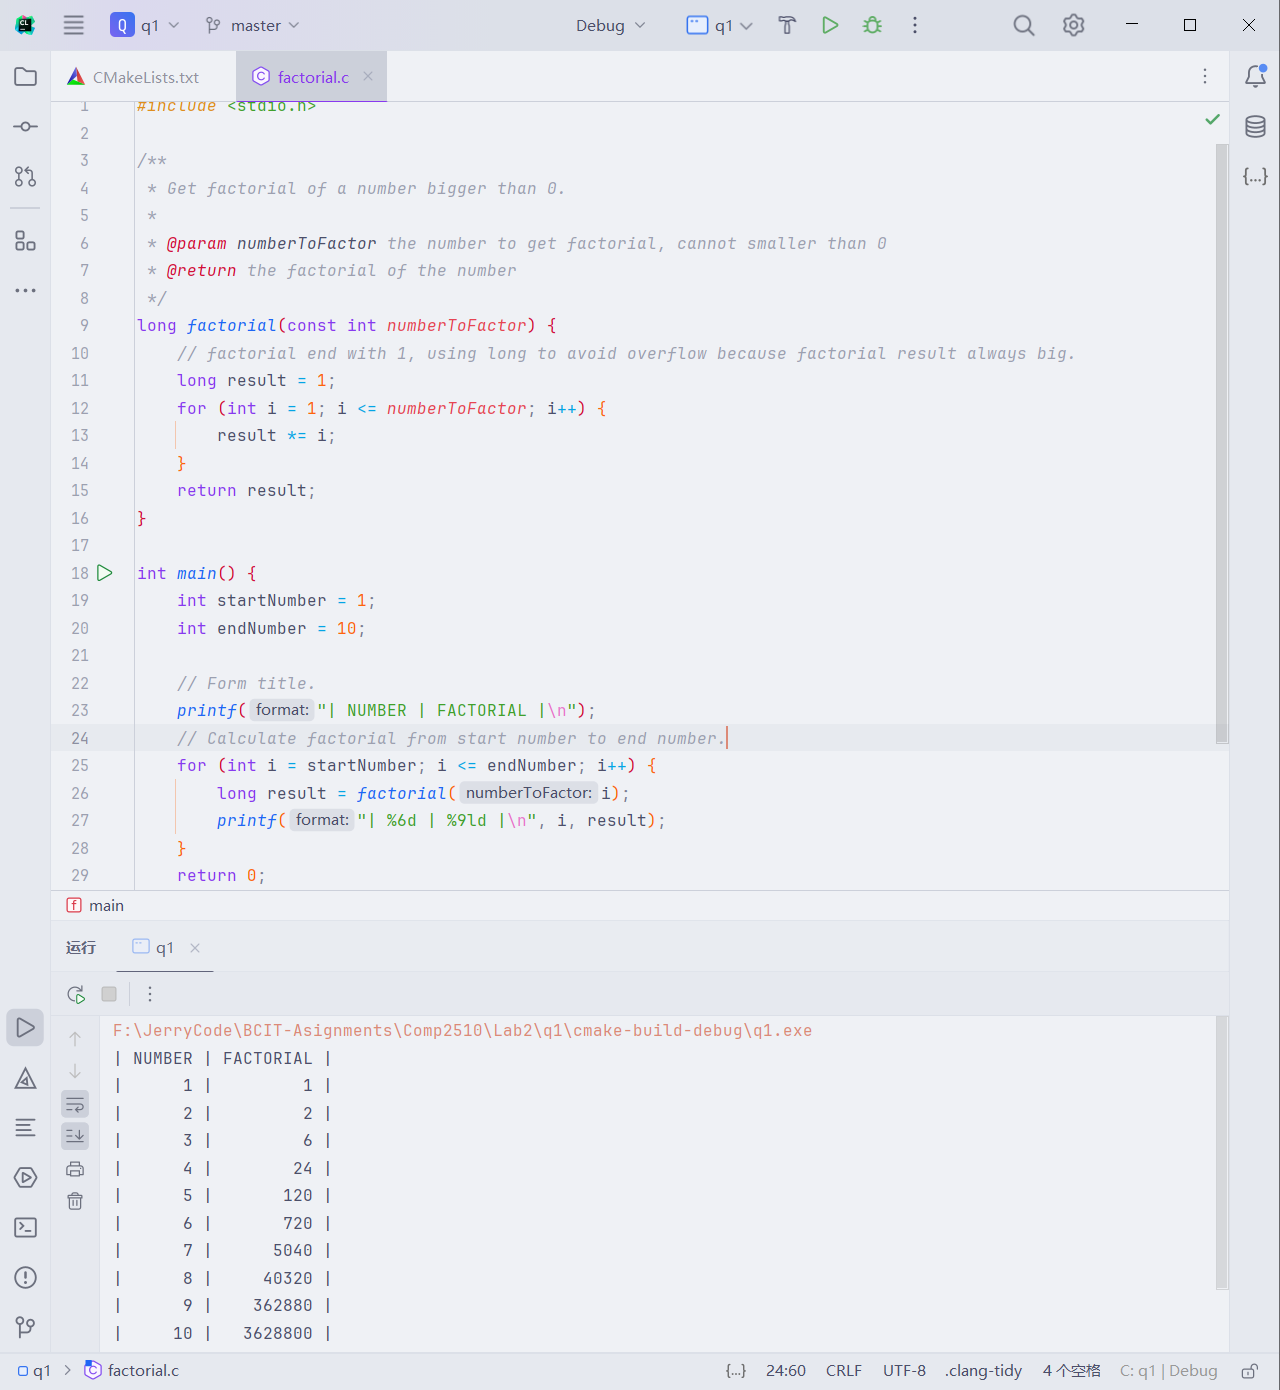 q1
master
Debug
q1
CMakeLists.txt
factorial.c
1 #include <stdio.h>
2
3 /**
4  * Get factorial of a number bigger than 0.
5  *
6  * @param numberToFactor the number to get factorial, cannot smaller than 0
7  * @return the factorial of the number
8  */
9 long factorial(const int numberToFactor) {
10     // factorial end with 1, using long to avoid overflow because factorial result always big.
11     long result = 1;
12     for (int i = 1; i <= numberToFactor; i++) {
13         result *= i;
14     }
15     return result;
16 }
17
18 int main() {
19     int startNumber = 1;
20     int endNumber = 10;
21
22     // Form title.
23     printf( format: "| NUMBER | FACTORIAL |\n");
24     // Calculate factorial from start number to end number.
25     for (int i = startNumber; i <= endNumber; i++) {
26         long result = factorial( numberToFactor: i);
27         printf( format: "| %6d | %9ld |\n", i, result);
28     }
29     return 0;
main
运行 q1
F:\JerryCode\BCIT-Asignments\Comp2510\Lab2\q1\cmake-build-debug\q1.exe
| NUMBER | FACTORIAL |
|      1 |         1 |
|      2 |         2 |
|      3 |         6 |
|      4 |        24 |
|      5 |       120 |
|      6 |       720 |
|      7 |      5040 |
|      8 |     40320 |
|      9 |    362880 |
|     10 |   3628800 |
q1 > factorial.c {...} 24:60 CRLF UTF-8 .clang-tidy 4 个空格 C: q1 | Debug